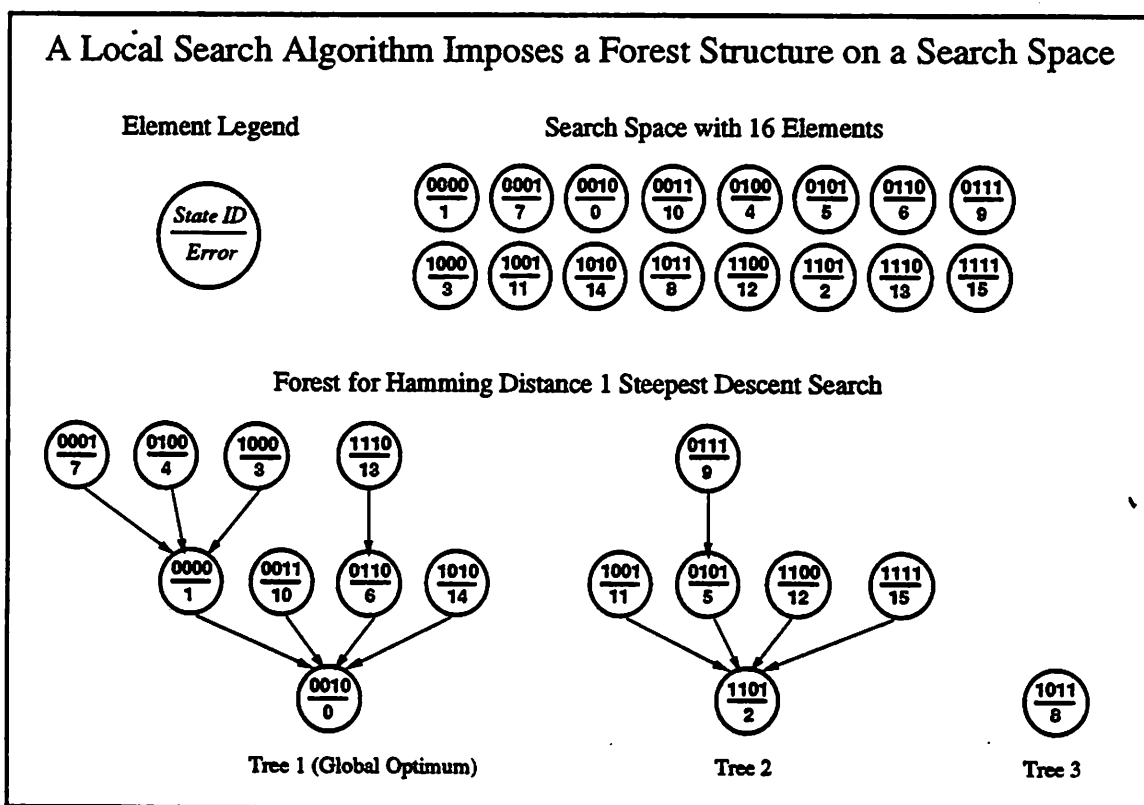 A Local Search Algorithm Imposes a Forest Structure on a Search Space
Element Legend
Search Space with 16 Elements
State ID
Error
0000 0001 0010 0011 0100 0101 0110 0111
1 7 0 10 4 5 6 9
1000 1001 1010 1011 1100 1101 1110 1111
3 11 14 8 12 2 13 15
Forest for Hamming Distance 1 Steepest Descent Search
0001 0100 1000 1110 0111
7 4 3 13 9
0000 0011 0110 1010 1001 0101 1100 1111
1 10 6 14 11 5 12 15
0010 1101 1011
0 2 8
Tree 1 (Global Optimum) Tree 2 Tree 3